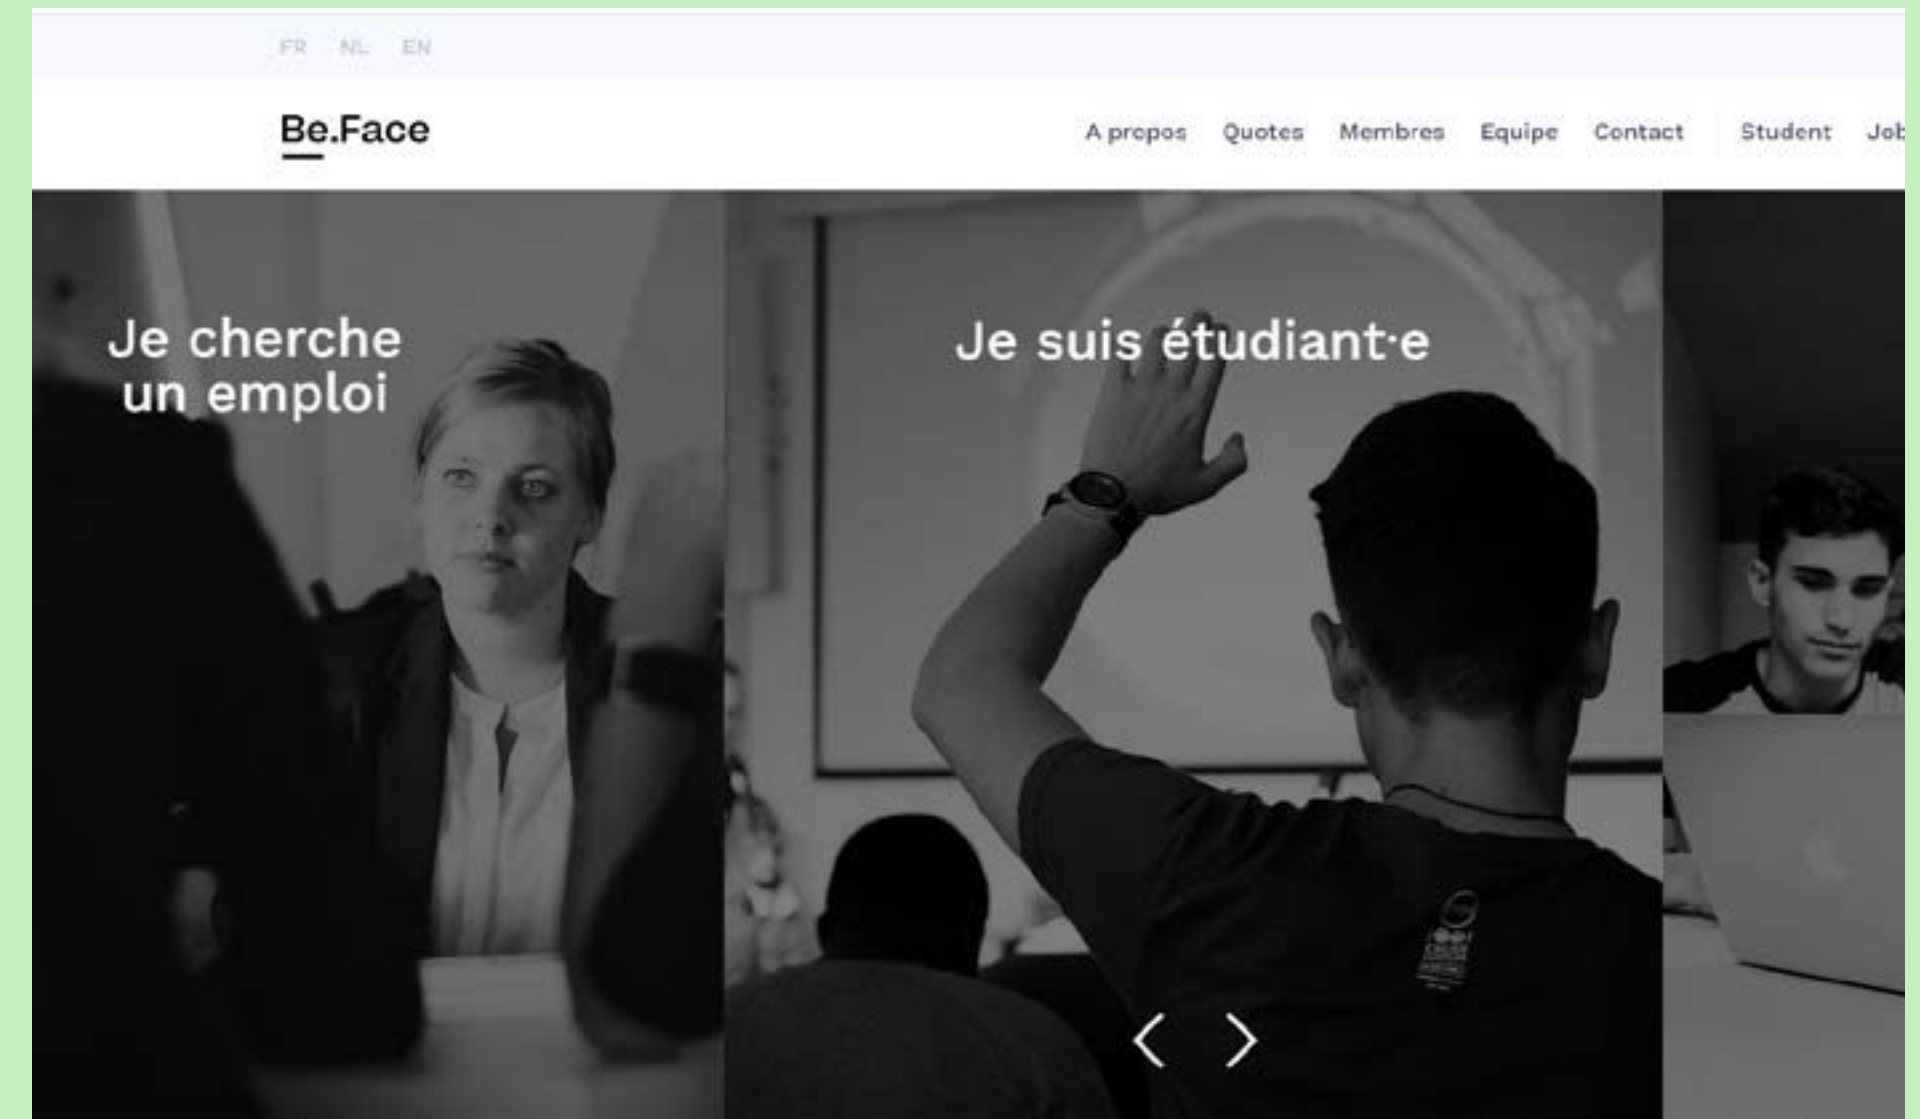 FR NL EN
Be.Face
A propos Quotes Membres Equipe Contact Student
Je cherche
un emploi
Je suis étudiant·e